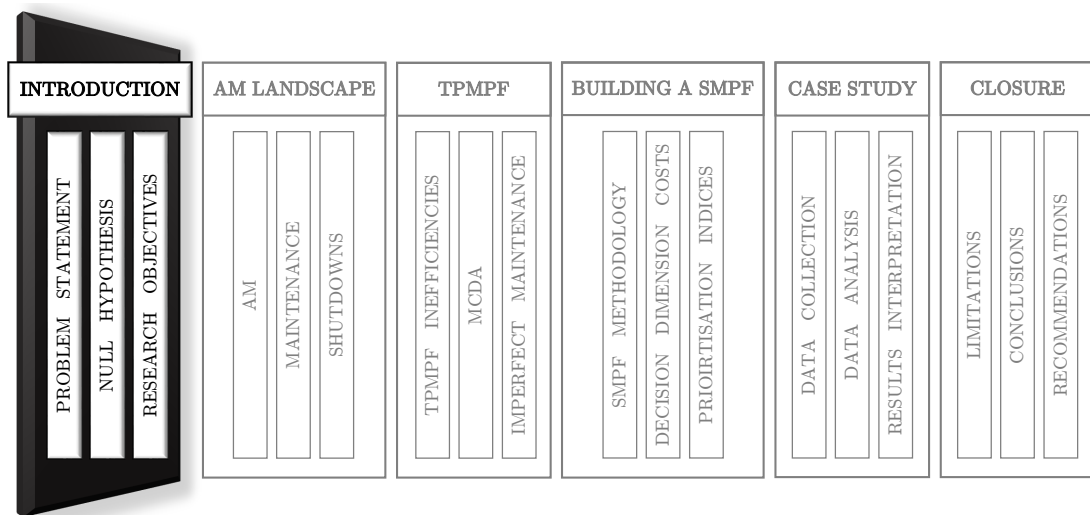 INTRODUCTION
PROBLEM STATEMENT
NULL HYPOTHESIS
RESEARCH OBJECTIVES
AM LANDSCAPE
AM
MAINTENANCE
SHUTDOWNS
TPMPF
TPMPF INEFFICIENCIES
MCDA
IMPERFECT MAINTENANCE
BUILDING A SMPF
SMPF METHODOLOGY
DECISION DIMENSION COSTS
PRIOIRTISATION INDICES
CASE STUDY
DATA COLLECTION
DATA ANALYSIS
RESULTS INTERPRETATION
CLOSURE
LIMITATIONS
CONCLUSIONS
RECOMMENDATIONS